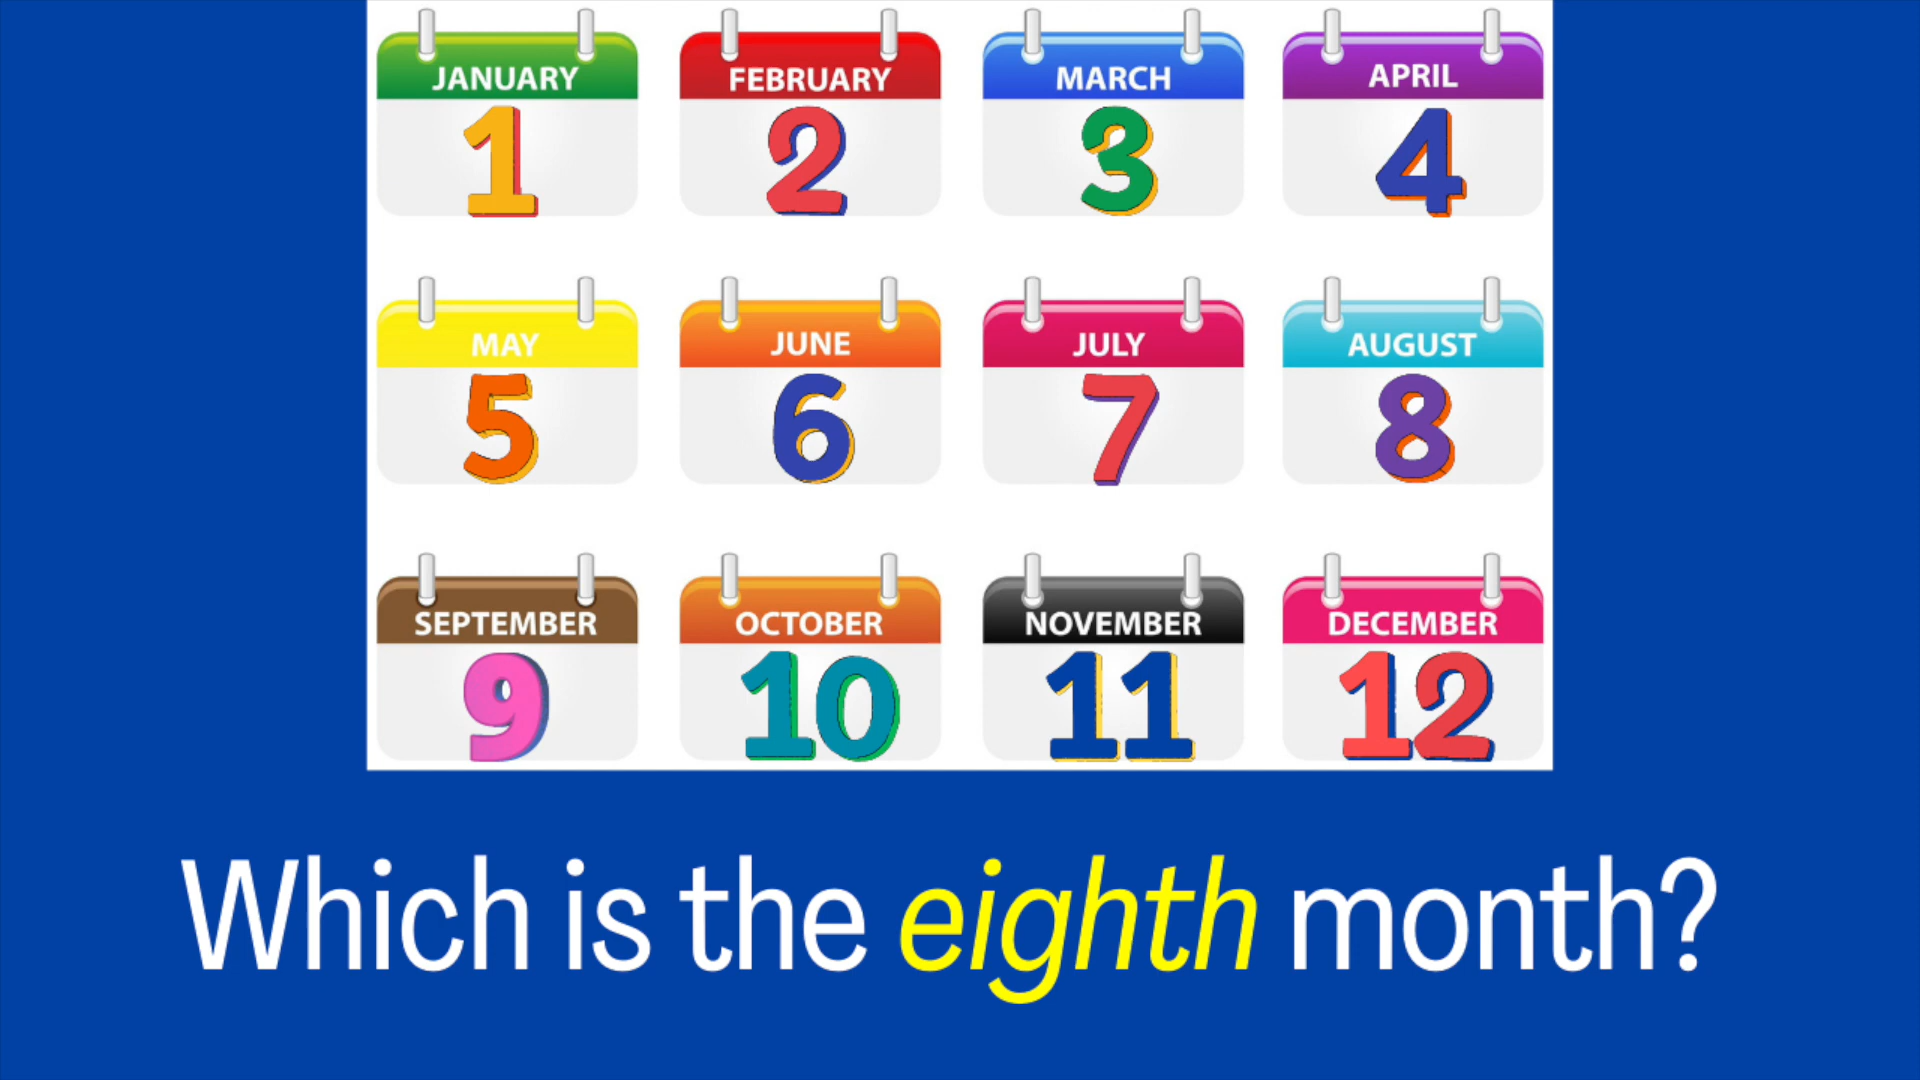 JANUARY FEBRUARY MARCH APRIL
1 2 3 4
MAY JUNE JULY AUGUST
5 6 7 8
SEPTEMBER OCTOBER NOVEMBER DECEMBER
9 10 11 12
Which is the eighth month?